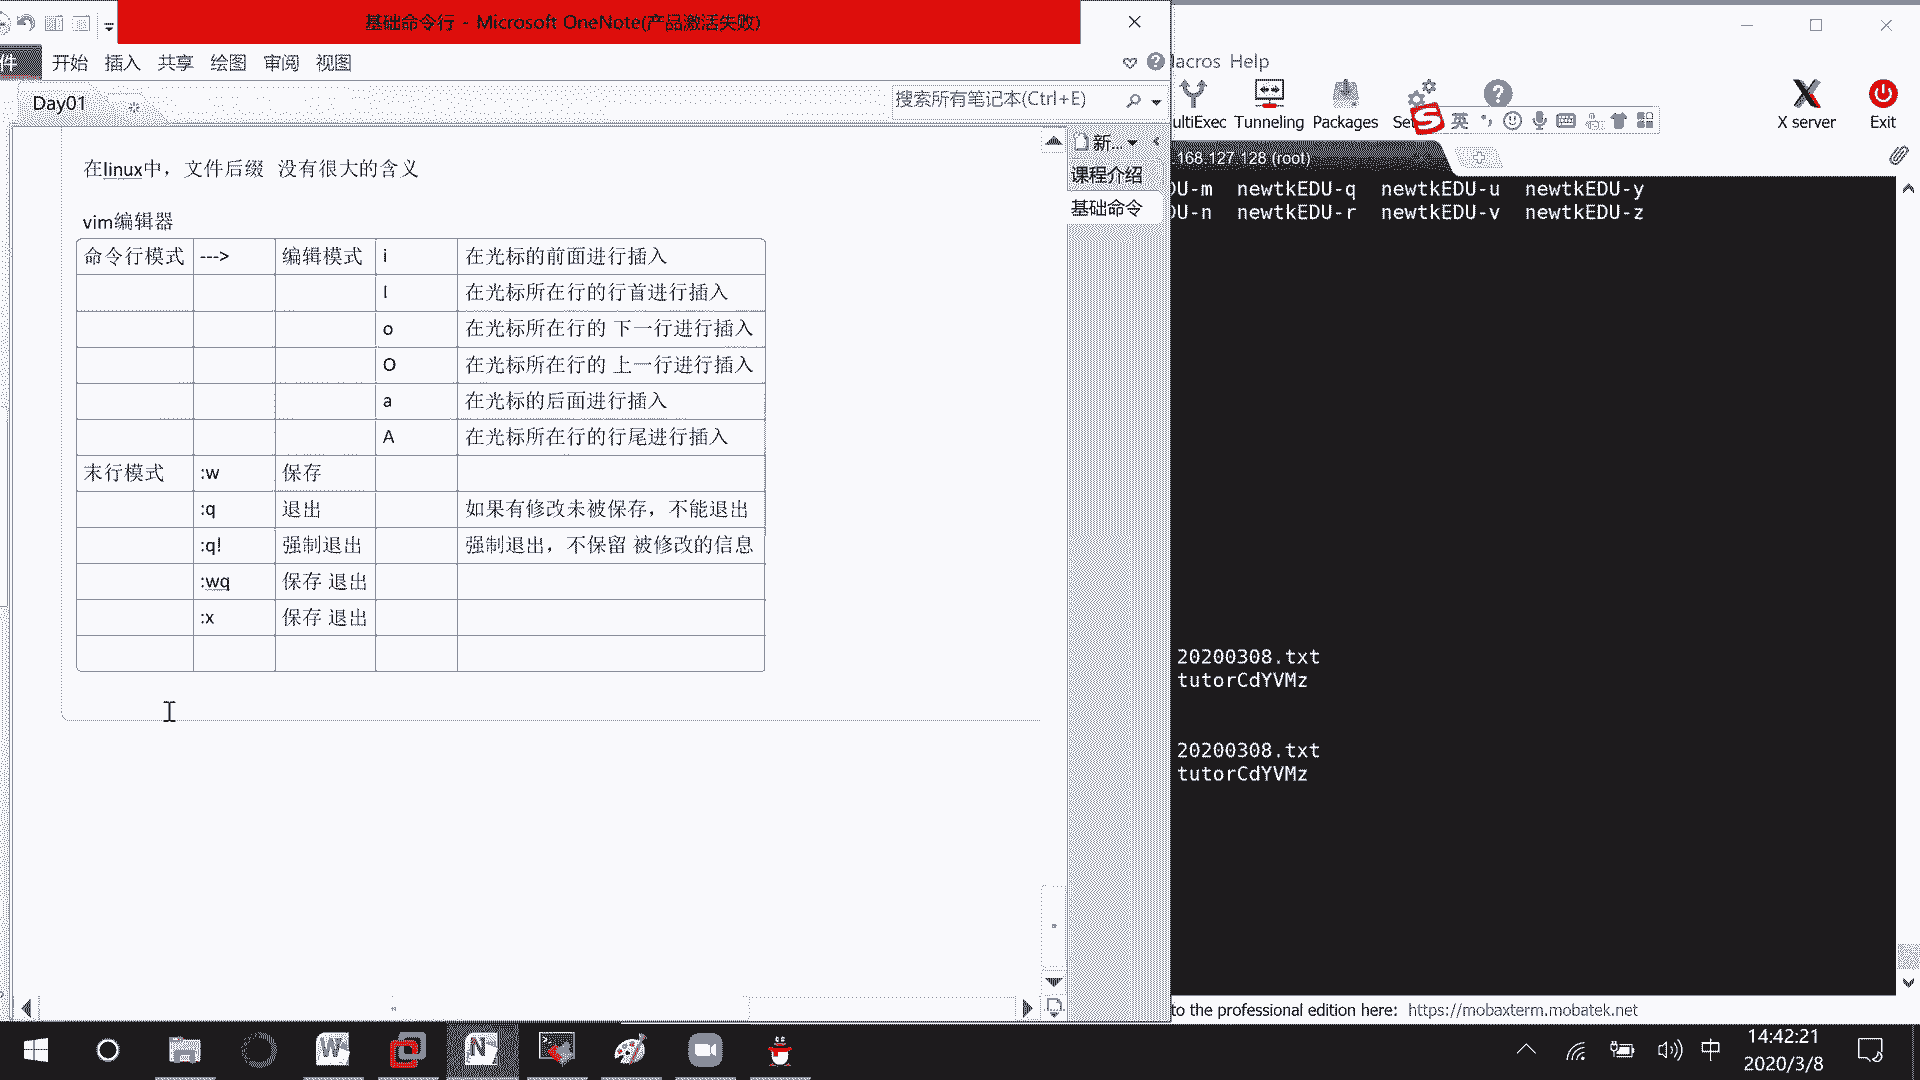 基础命令行 - Microsoft OneNote(产品激活失败)
件 开始 插入 共享 绘图 审阅 视图
Day01
搜索所有笔记本(Ctrl+E)
新...
课程介绍
基础命令
在linux中，文件后缀 没有很大的含义
vim编辑器
命令行模式 ---> 编辑模式 i 在光标的前面进行插入
I 在光标所在行的行首进行插入
o 在光标所在行的 下一行进行插入
O 在光标所在行的 上一行进行插入
a 在光标的后面进行插入
A 在光标所在行的行尾进行插入
末行模式 :w 保存
:q 退出 如果有修改未被保存，不能退出
:q! 强制退出 强制退出，不保留 被修改的信息
:wq 保存 退出
:x 保存 退出
Macros Help
MultiExec Tunneling Packages Set
英
X server Exit
.168.127.128 (root)
DU-m newtkEDU-q newtkEDU-u newtkEDU-y
DU-n newtkEDU-r newtkEDU-v newtkEDU-z
20200308.txt
tutorCdYVMz
20200308.txt
tutorCdYVMz
to the professional edition here: https://mobaxterm.mobatek.net
中
14:42:21
2020/3/8